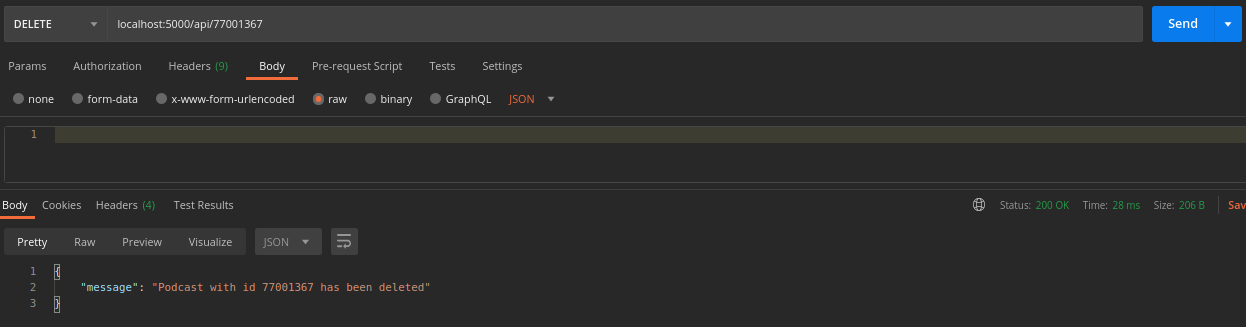 DELETE localhost:5000/api/77001367 Send
Params Authorization Headers (9) Body Pre-request Script Tests Settings
none form-data x-www-form-urlencoded raw binary GraphQL JSON
1
Body Cookies Headers (4) Test Results Status: 200 OK Time: 28 ms Size: 206 B Sav
Pretty Raw Preview Visualize JSON
1 {
2 "message": "Podcast with id 77001367 has been deleted"
3 }